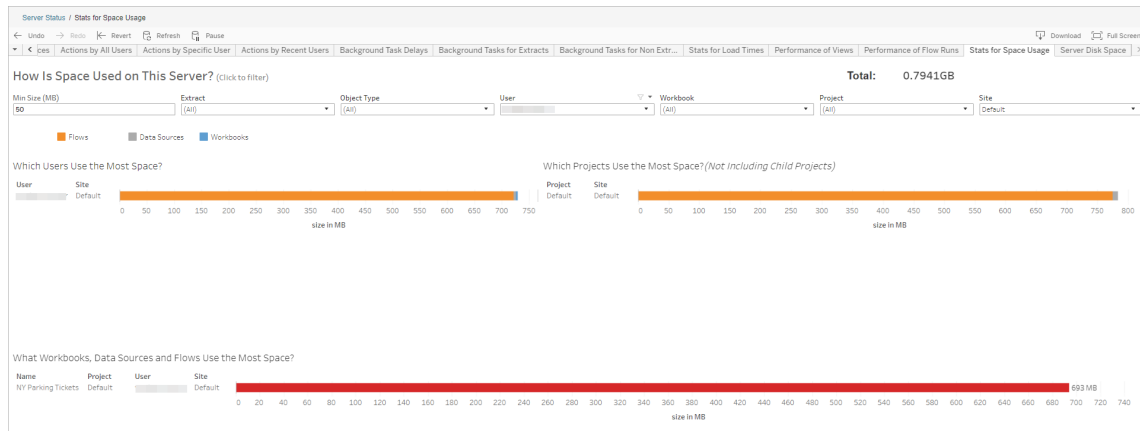 Server Status / Stats for Space Usage
Undo Redo Revert Refresh Pause Download Full Screen
ces Actions by All Users Actions by Specific User Actions by Recent Users Background Task Delays Background Tasks for Extracts Background Tasks for Non Extr... Stats for Load Times Performance of Views Performance of Flow Runs Stats for Space Usage Server Disk Space
How Is Space Used on This Server? (Click to filter) Total: 0.7941GB
Min Size (MB) Extract Object Type User Workbook Project Site
50 (All) (All) (All) (All) Default
Flows Data Sources Workbooks
Which Users Use the Most Space? Which Projects Use the Most Space? (Not Including Child Projects)
User Site Project Site
Default Default Default
0 50 100 150 200 250 300 350 400 450 500 550 600 650 700 750 0 50 100 150 200 250 300 350 400 450 500 550 600 650 700 750 800
size in MB size in MB
What Workbooks, Data Sources and Flows Use the Most Space?
Name Project User Site
NY Parking Tickets Default Default 693 MB
0 20 40 60 80 100 120 140 160 180 200 220 240 260 280 300 320 340 360 380 400 420 440 460 480 500 520 540 560 580 600 620 640 660 680 700 720 740
size in MB